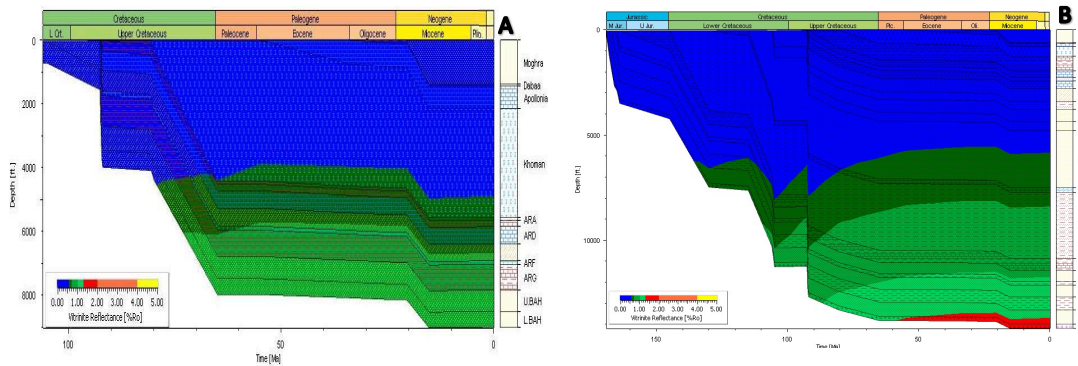 A
Cretaceous
Paleogene
Neogene
L Crt.
Upper Cretaceous
Paleocene
Eocene
Oligocene
Miocene
Plio.
0
2000
4000
6000
8000
Depth [ft.]
Moghra
Dabaa
Apollonia
Khoman
ARA
ARD
ARF
ARG
U.BAH
L.BAH
0.00
1.00
2.00
3.00
4.00
5.00
Vitrinite Reflectance [%Ro]
100
50
0
Time [Ma]
B
Jurassic
Cretaceous
Paleogene
Neogene
M Jur.
U Jur.
Lower Cretaceous
Upper Cretaceous
Plc.
Eocene
Oli.
Miocene
0
5000
10000
Depth [ft.]
0.00
1.00
2.00
3.00
4.00
5.00
Vitrinite Reflectance [%Ro]
150
100
50
0
Time [Ma]